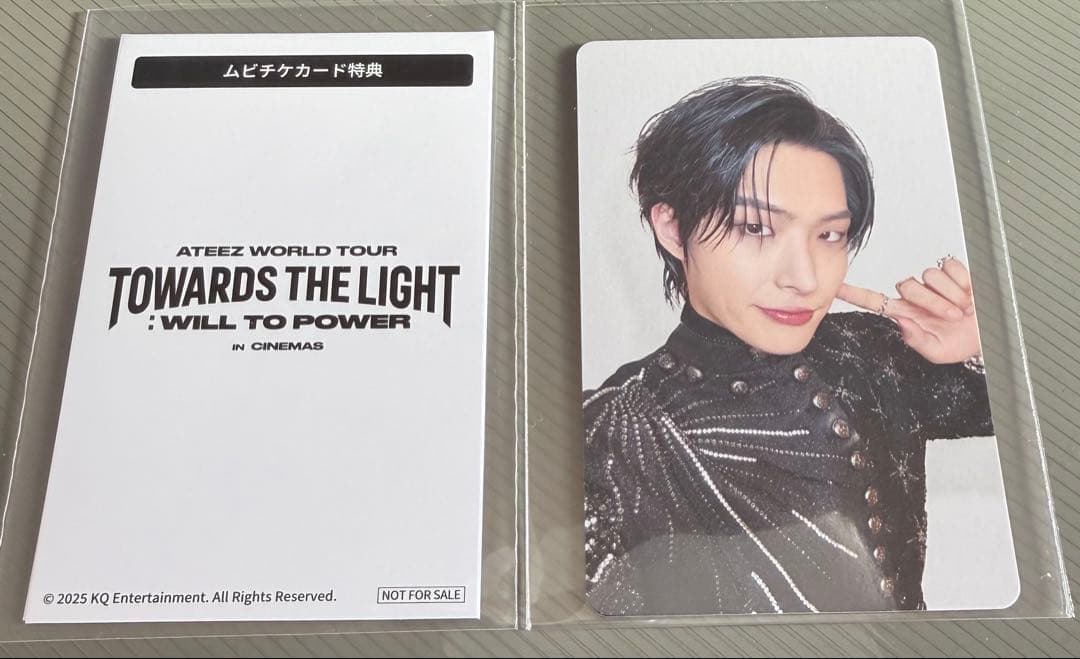 ムビチケカード特典
ATEEZ WORLD TOUR
TOWARDS THE LIGHT
: WILL TO POWER
IN CINEMAS
© 2025 KQ Entertainment. All Rights Reserved.
NOT FOR SALE